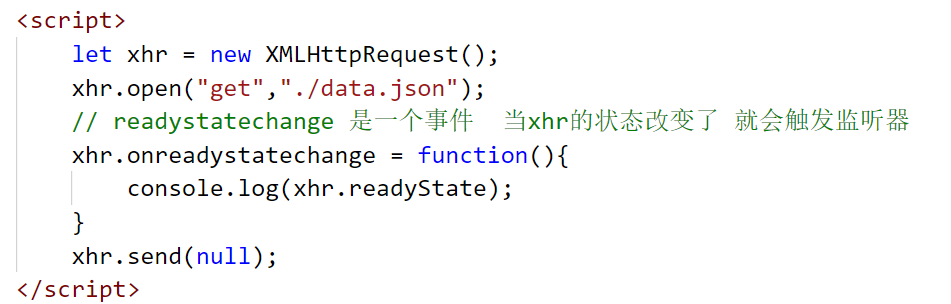 <script>
let xhr = new XMLHttpRequest();
xhr.open("get","./data.json");
// readystatechange 是一个事件  当xhr的状态改变了 就会触发监听器
xhr.onreadystatechange = function(){
console.log(xhr.readyState);
}
xhr.send(null);
</script>